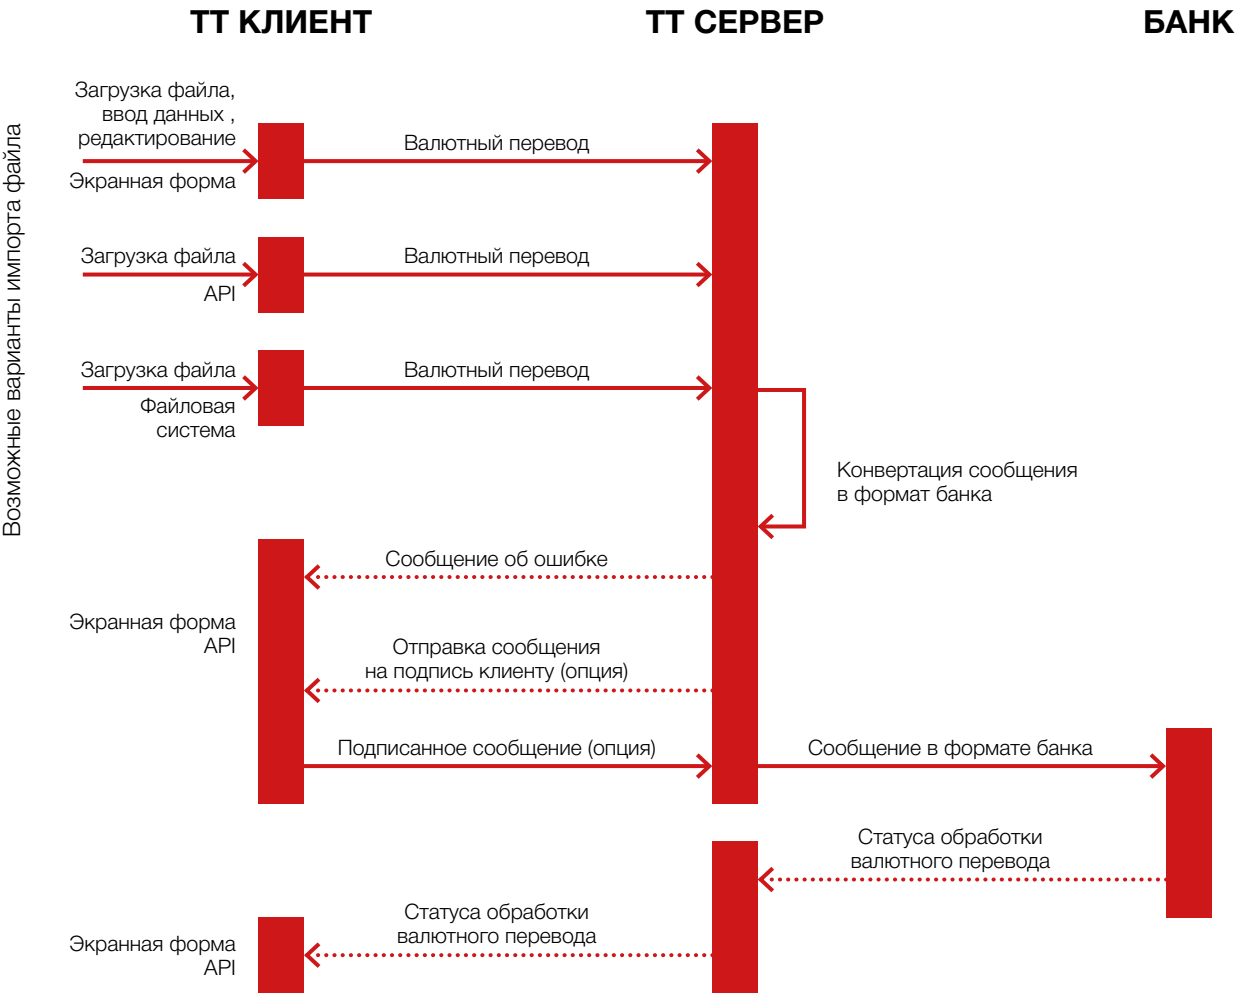 ТТ КЛИЕНТ
ТТ СЕРВЕР
БАНК
Возможные варианты импорта файла
Загрузка файла,
ввод данных ,
редактирование
Экранная форма
Валютный перевод
Загрузка файла
API
Валютный перевод
Загрузка файла
Файловая
система
Валютный перевод
Конвертация сообщения
в формат банка
Сообщение об ошибке
Экранная форма
API
Отправка сообщения
на подпись клиенту (опция)
Подписанное сообщение (опция)
Сообщение в формате банка
Статуса обработки
валютного перевода
Статуса обработки
валютного перевода
Экранная форма
API